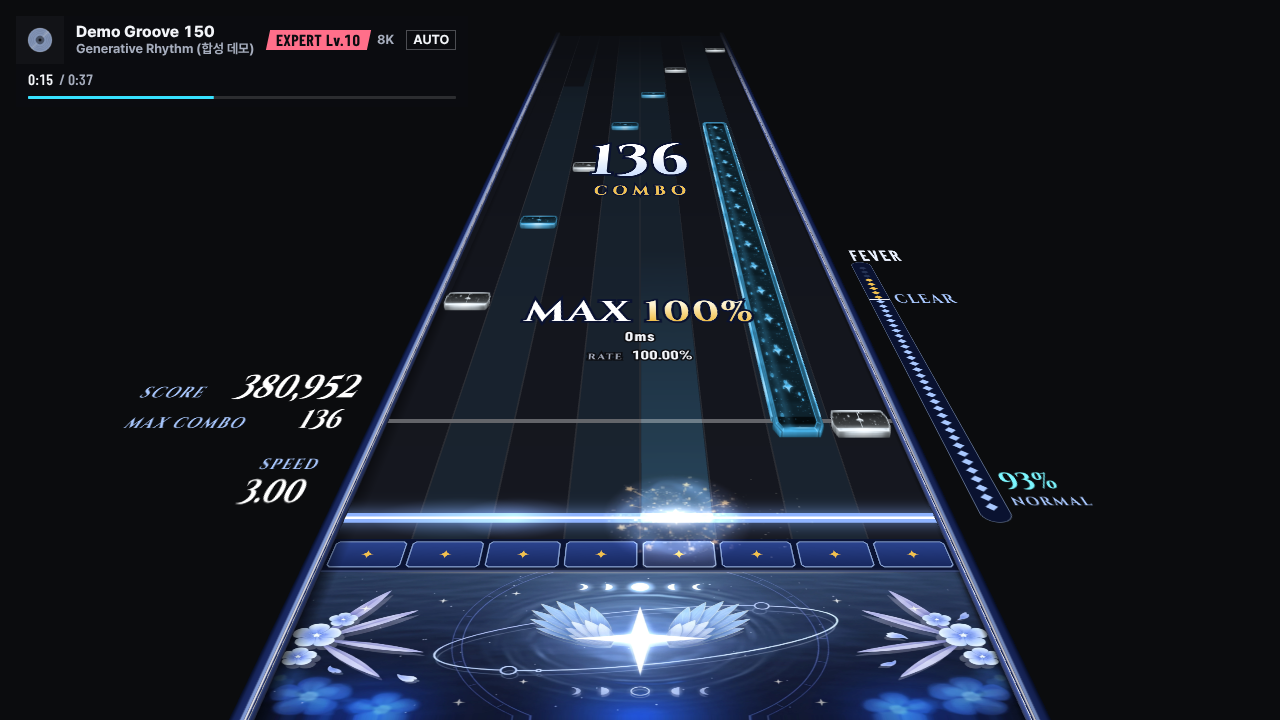 Demo Groove 150
Generative Rhythm (합성 데모)
EXPERT Lv.10
8K
AUTO
0:15 / 0:37
136
COMBO
MAX 100%
0ms
RATE 100.00%
FEVER
CLEAR
SCORE 380,952
MAX COMBO 136
SPEED
3.00
93%
NORMAL